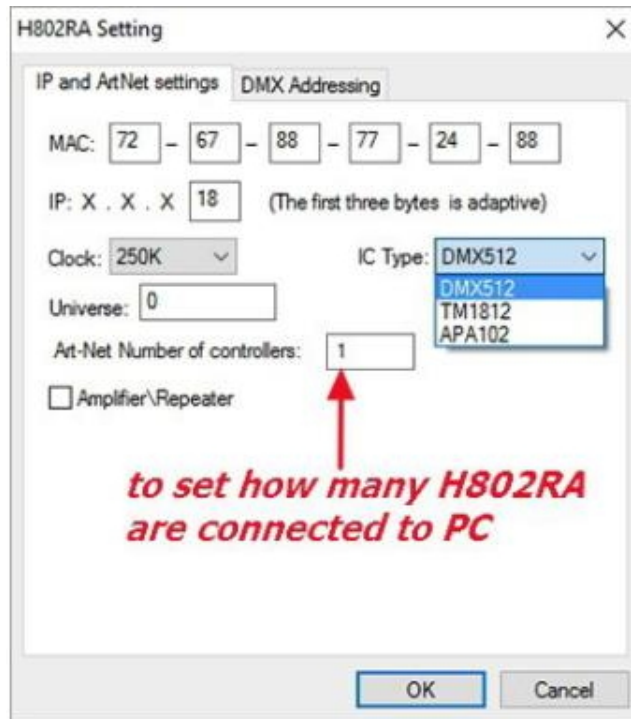 H802RA Setting
IP and ArtNet settings DMX Addressing
MAC: 72 - 67 - 88 - 77 - 24 - 88
IP: X . X . X 18 (The first three bytes is adaptive)
Clock: 250K IC Type: DMX512
DMX512
Universe: 0 TM1812
APA102
Art-Net Number of controllers: 1
Amplifier\Repeater
to set how many H802RA
are connected to PC
OK Cancel